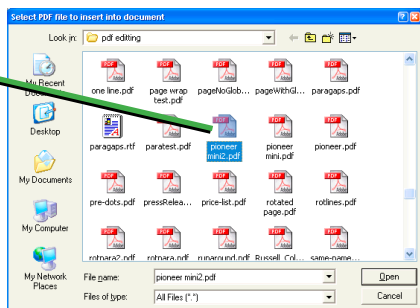 Select PDF file to insert into document
Look in: pdf editting
My Recent
Desktop
My Documents
My Computer
My Network Places
one line.pdf
page wrap test.pdf
pageNoGlob...
pageWithGl...
paragaps.pdf
paragaps.rtf
paratest.pdf
pioneer mini2.pdf
pioneer mini.pdf
pioneer.pdf
pre-dots.pdf
pressRelea...
price-list.pdf
rotated page.pdf
rotlines.pdf
rotpara2.pdf
rotpara.pdf
runaround.pdf
Russell_Col...
same-name...
File name: pioneer mini2.pdf
Open
Files of type: All Files (*.*)
Cancel